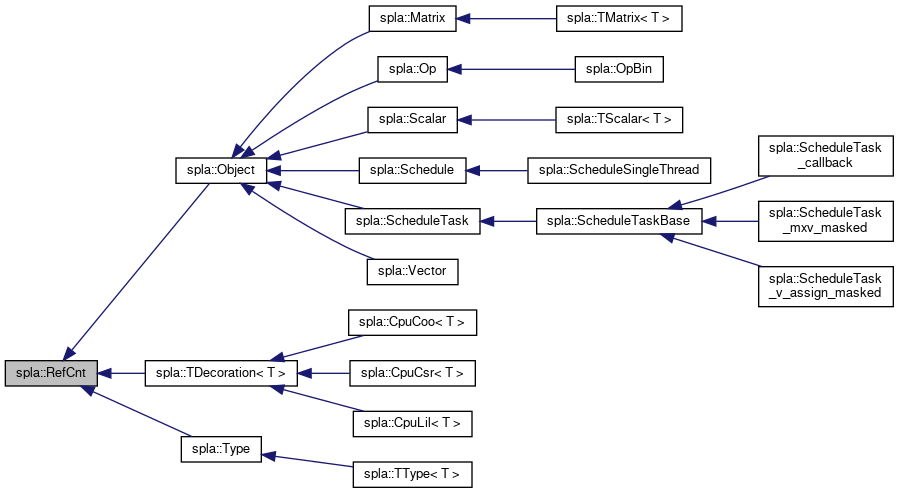 spla::Matrix
spla::TMatrix< T >
spla::Op
spla::OpBin
spla::Scalar
spla::TScalar< T >
spla::ScheduleTask
_callback
spla::Object
spla::Schedule
spla::ScheduleSingleThread
spla::ScheduleTask
spla::ScheduleTaskBase
spla::ScheduleTask
_mxv_masked
spla::Vector
spla::ScheduleTask
_v_assign_masked
spla::CpuCoo< T >
spla::RefCnt
spla::TDecoration< T >
spla::CpuCsr< T >
spla::CpuLil< T >
spla::Type
spla::TType< T >